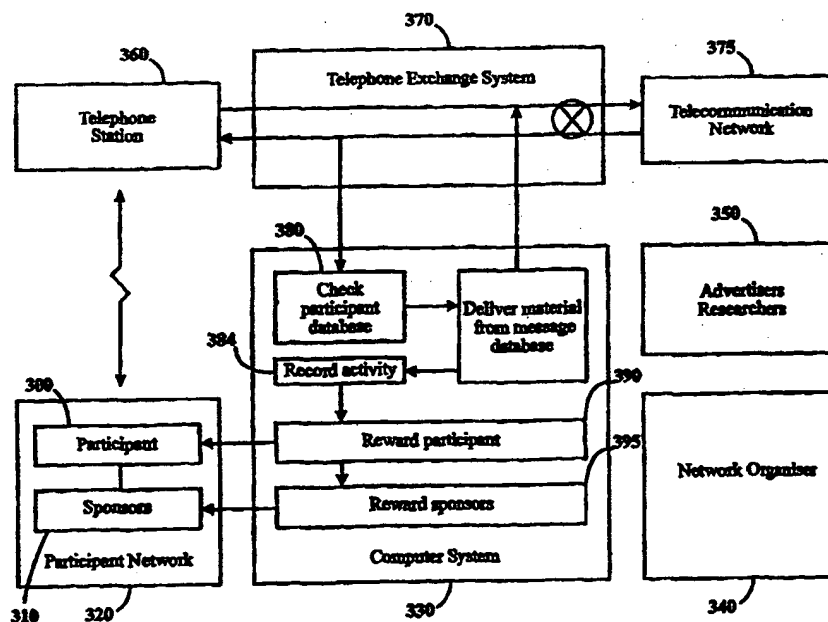 370
360
375
Telephone Exchange System
Telephone
Station
Telecommunication
Network
380
350
Check
participant
database
Deliver material
from message
database
Advertisers
Researchers
384
Record activity
300
390
Participant
Reward participant
395
Network Organiser
Sponsors
Reward sponsors
Participant Network
Computer System
310
320
330
340